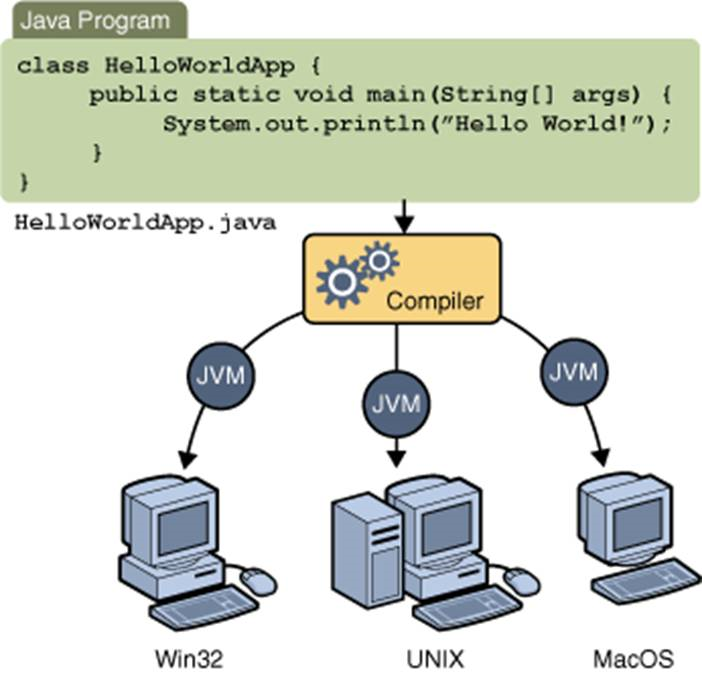 Java Program
class HelloWorldApp {
public static void main(String[] args) {
System.out.println("Hello World!");
}
}
HelloWorldApp.java
Compiler
JVM
JVM
JVM
Win32
UNIX
MacOS